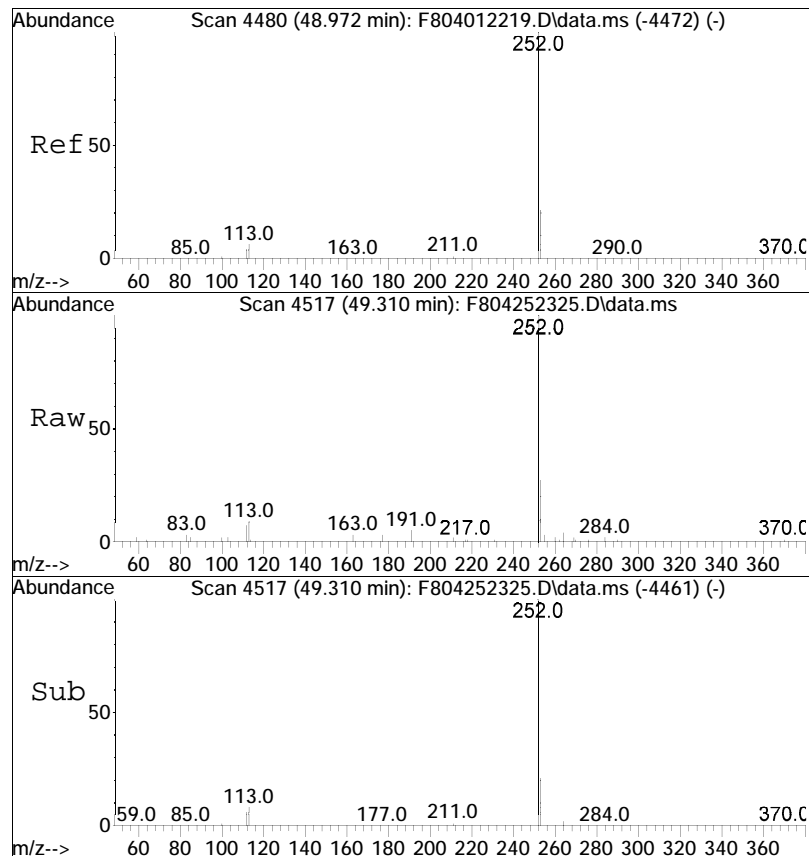 Abundance Scan 4480 (48.972 min): F804012219.D\data.ms (-4472) (-)
252.0
Ref 50
113.0
85.0 163.0 211.0 290.0 370.0
0
m/z--> 60 80 100 120 140 160 180 200 220 240 260 280 300 320 340 360
Abundance Scan 4517 (49.310 min): F804252325.D\data.ms
252.0
Raw 50
113.0
83.0 163.0 191.0 217.0 284.0 370.0
0
m/z--> 60 80 100 120 140 160 180 200 220 240 260 280 300 320 340 360
Abundance Scan 4517 (49.310 min): F804252325.D\data.ms (-4461) (-)
252.0
Sub 50
113.0
59.0 85.0 177.0 211.0 284.0 370.0
0
m/z--> 60 80 100 120 140 160 180 200 220 240 260 280 300 320 340 360